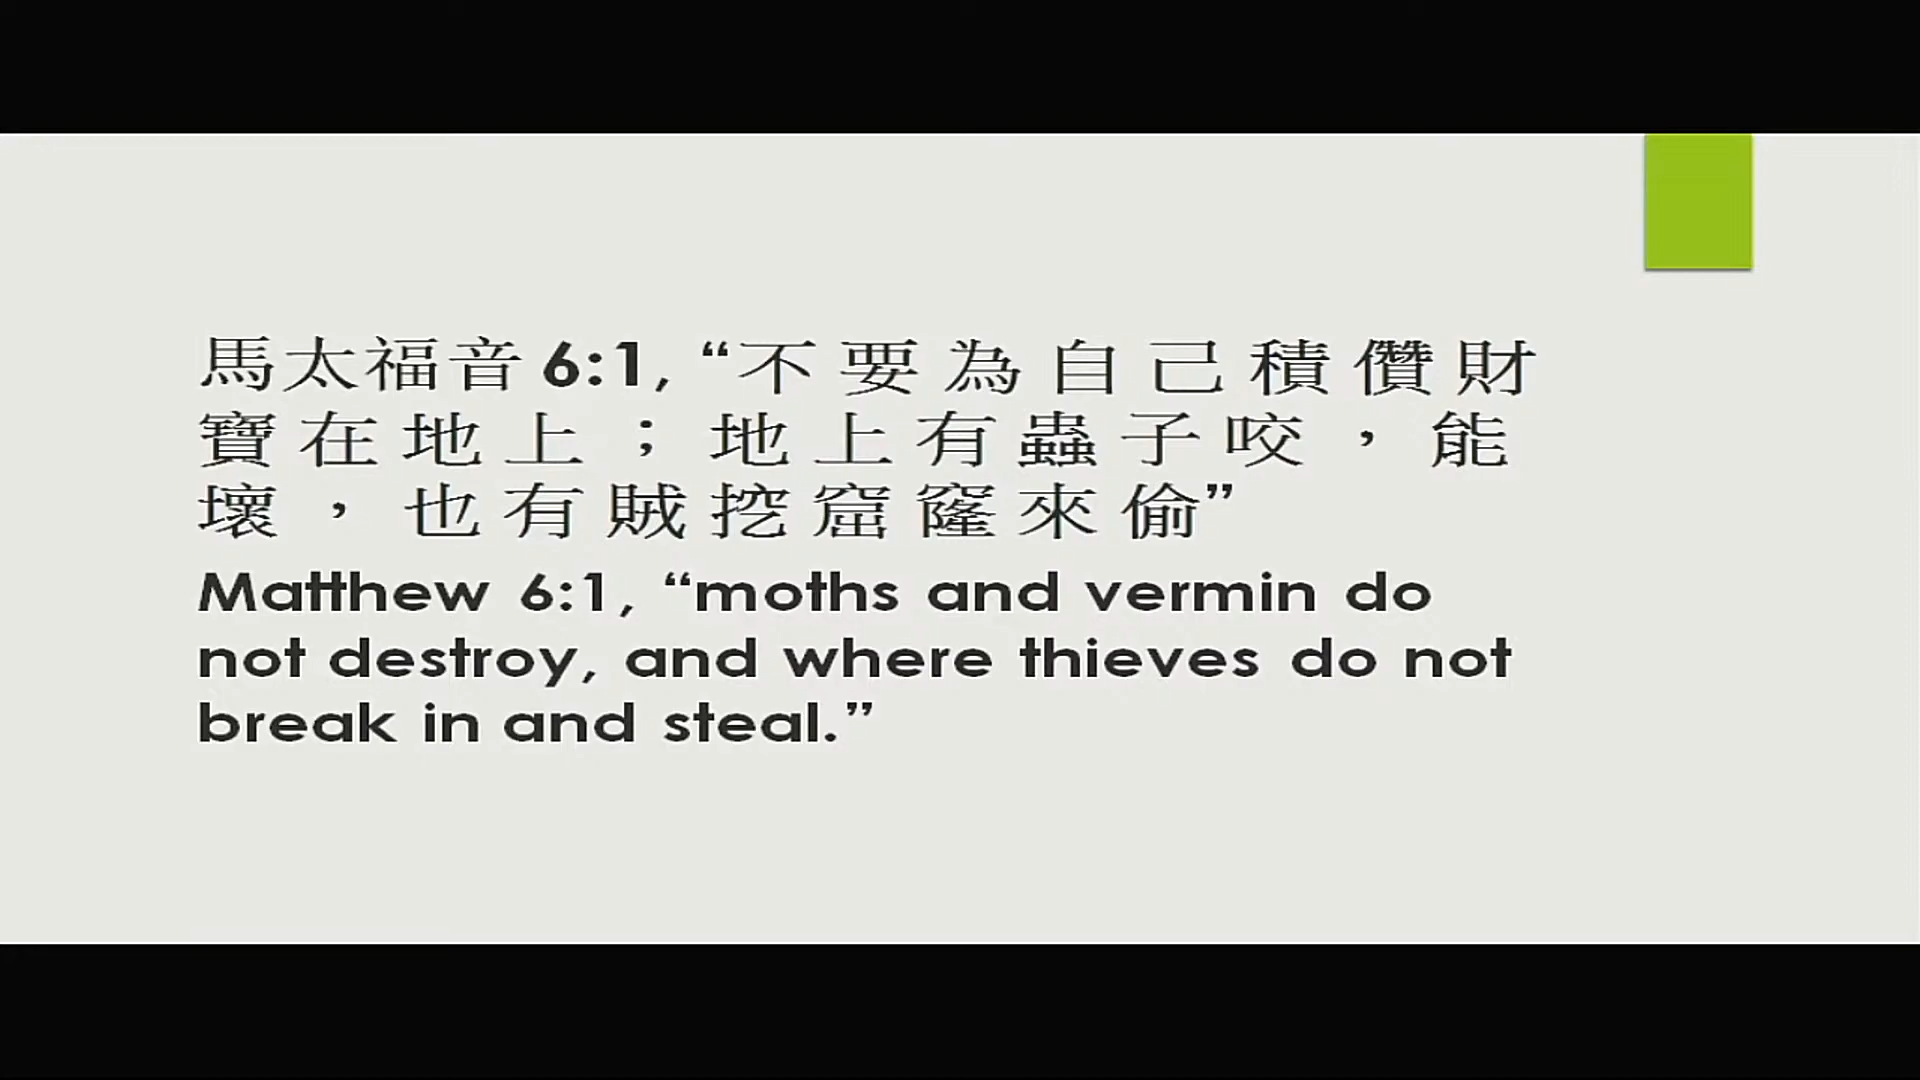 馬太福音 6:1, “不要為自己積儹財
寶在地上；地上有蟲子咬，能
壞，也有賊挖窟窿來偷”
Matthew 6:1, “moths and vermin do
not destroy, and where thieves do not
break in and steal.”